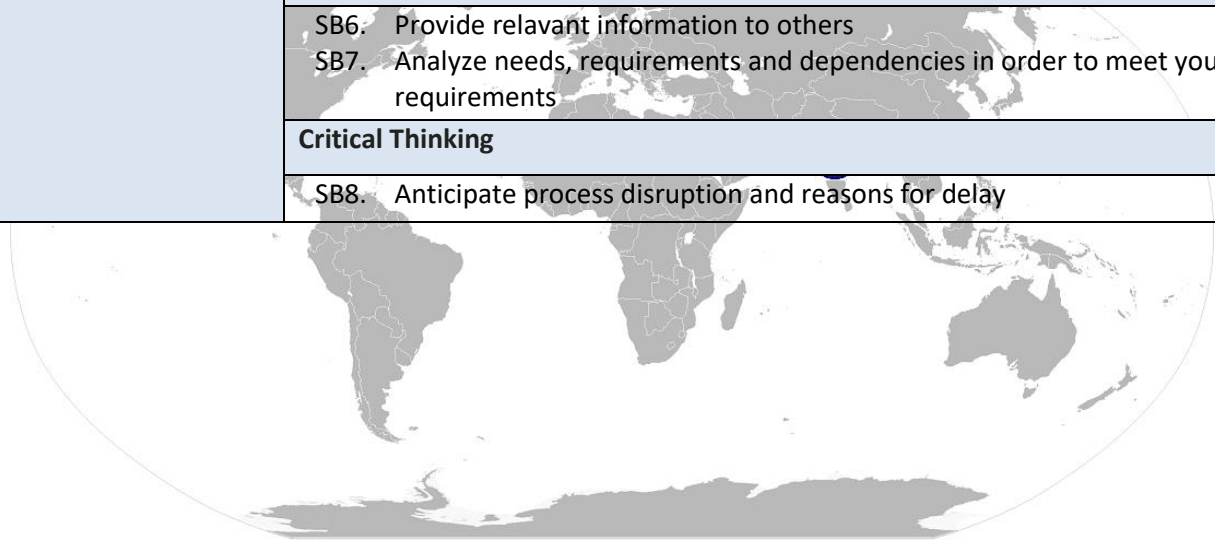 SB6. Provide relavant information to others
SB7. Analyze needs, requirements and dependencies in order to meet you
requirements
Critical Thinking
SB8. Anticipate process disruption and reasons for delay